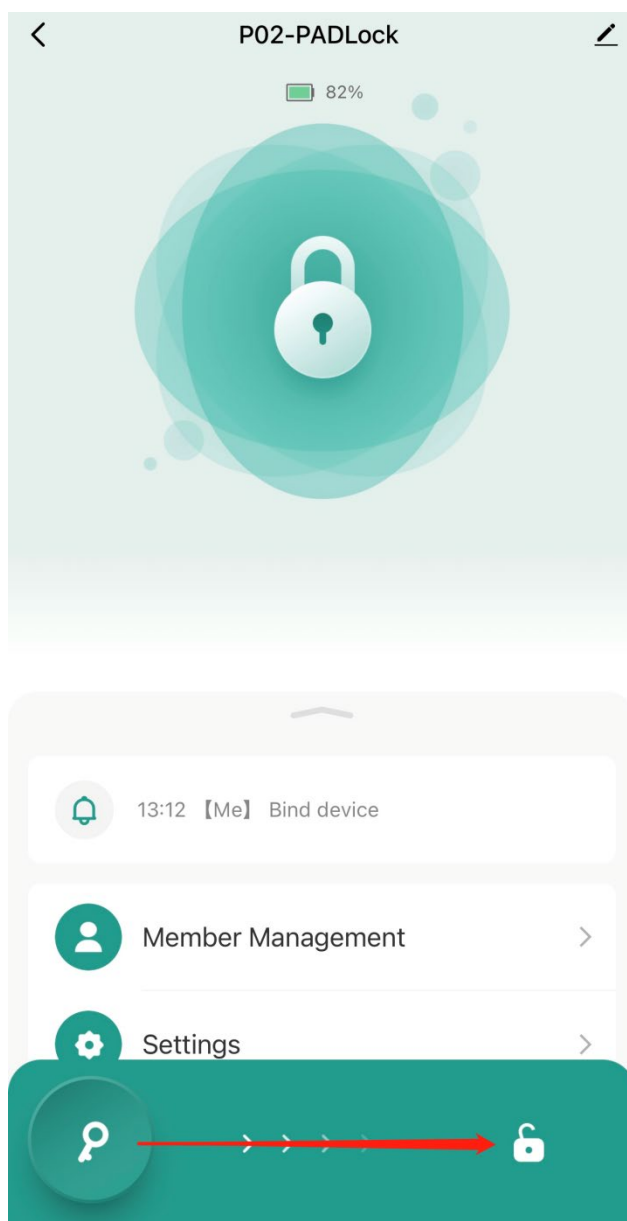 P02-PADLock
82%
13:12 【Me】 Bind device
Member Management
Settings